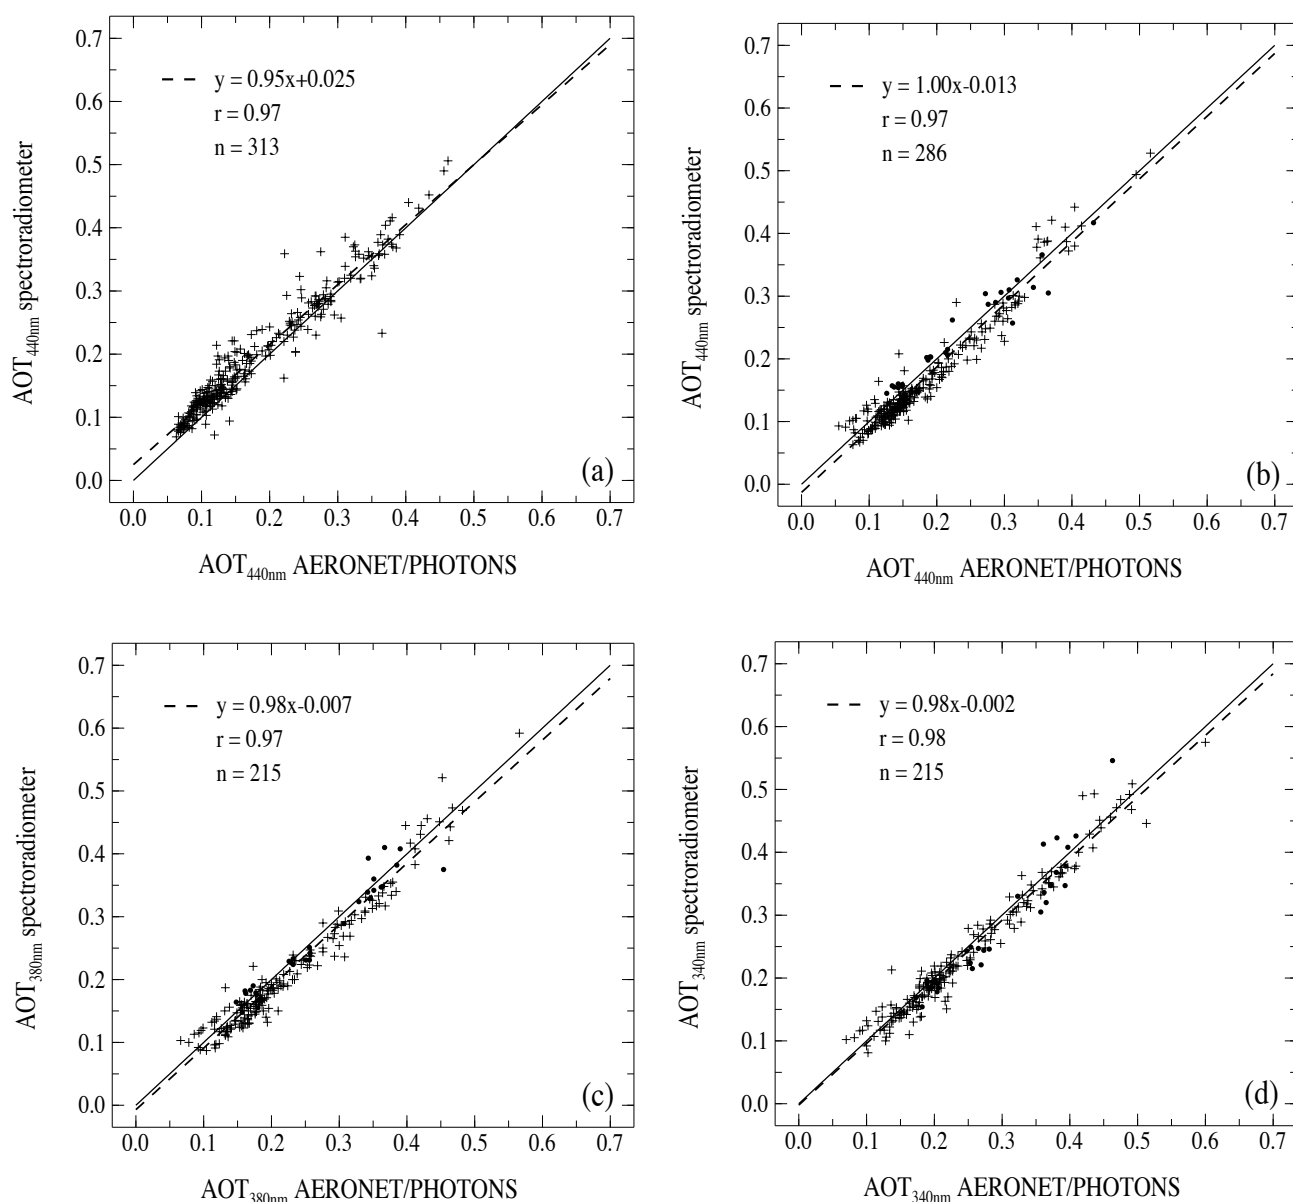 0.7
0.6
0.5
0.4
0.3
0.2
0.1
0.0
AOT440nm spectroradiometer
y = 0.95x+0.025
r = 0.97
n = 313
(a)
0.0 0.1 0.2 0.3 0.4 0.5 0.6 0.7
AOT440nm AERONET/PHOTONS
0.7
0.6
0.5
0.4
0.3
0.2
0.1
0.0
AOT440nm spectroradiometer
y = 1.00x-0.013
r = 0.97
n = 286
(b)
0.0 0.1 0.2 0.3 0.4 0.5 0.6 0.7
AOT440nm AERONET/PHOTONS
0.7
0.6
0.5
0.4
0.3
0.2
0.1
0.0
AOT380nm spectroradiometer
y = 0.98x-0.007
r = 0.97
n = 215
(c)
0.0 0.1 0.2 0.3 0.4 0.5 0.6 0.7
AOT380nm AERONET/PHOTONS
0.7
0.6
0.5
0.4
0.3
0.2
0.1
0.0
AOT340nm spectroradiometer
y = 0.98x-0.002
r = 0.98
n = 215
(d)
0.0 0.1 0.2 0.3 0.4 0.5 0.6 0.7
AOT340nm AERONET/PHOTONS